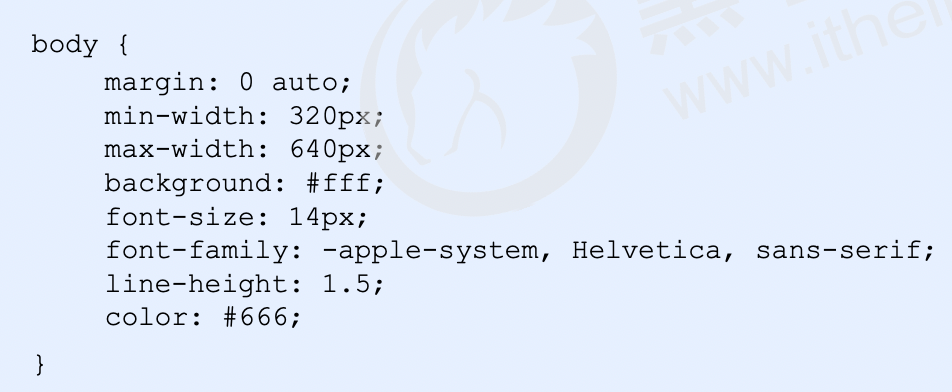 body {
margin: 0 auto;
min-width: 320px;
max-width: 640px;
background: #fff;
font-size: 14px;
font-family: -apple-system, Helvetica, sans-serif;
line-height: 1.5;
color: #666;
}